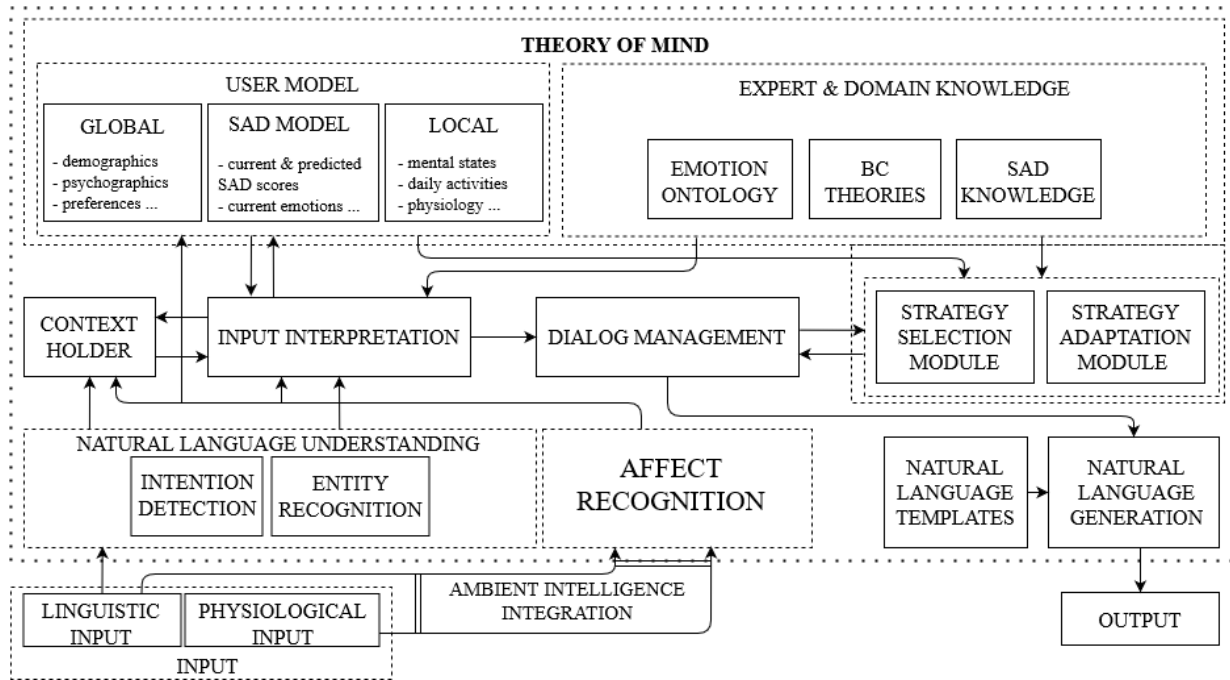 THEORY OF MIND
USER MODEL
GLOBAL
- demographics
- psychographics
- preferences ...
SAD MODEL
- current & predicted
SAD scores
- current emotions ...
LOCAL
- mental states
- daily activities
- physiology ...
EXPERT & DOMAIN KNOWLEDGE
EMOTION
ONTOLOGY
BC
THEORIES
SAD
KNOWLEDGE
CONTEXT
HOLDER
INPUT INTERPRETATION
DIALOG MANAGEMENT
STRATEGY
SELECTION
MODULE
STRATEGY
ADAPTATION
MODULE
NATURAL LANGUAGE UNDERSTANDING
INTENTION
DETECTION
ENTITY
RECOGNITION
AFFECT
RECOGNITION
NATURAL
LANGUAGE
TEMPLATES
NATURAL
LANGUAGE
GENERATION
AMBIENT INTELLIGENCE
INTEGRATION
LINGUISTIC
INPUT
PHYSIOLOGICAL
INPUT
INPUT
OUTPUT